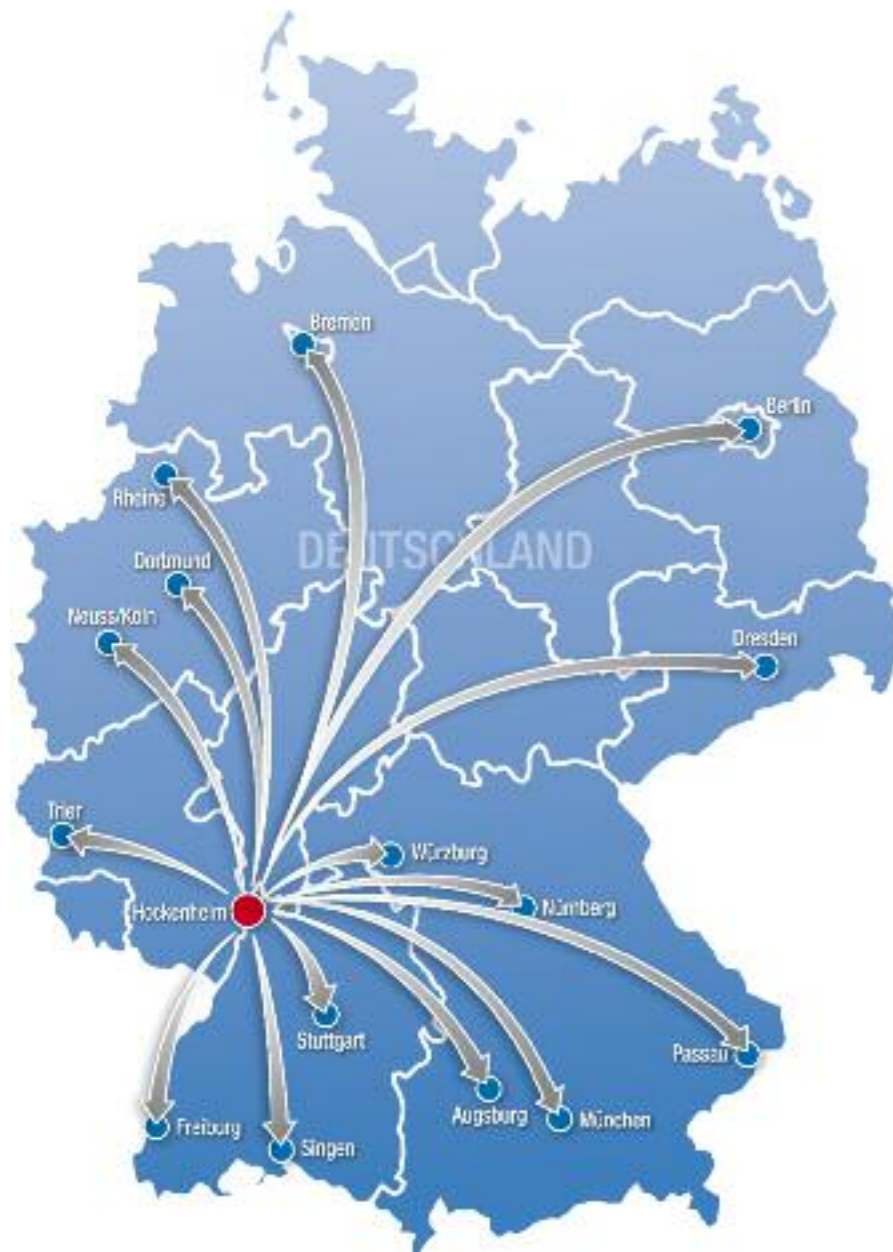 Bremen
Berlin
Rheine
DEUTSCHLAND
Dortmund
Neuss/Köln
Dresden
Trier
Würzburg
Hockenheim
Nürnberg
Stuttgart
Passau
Augsburg
München
Freiburg
Singen